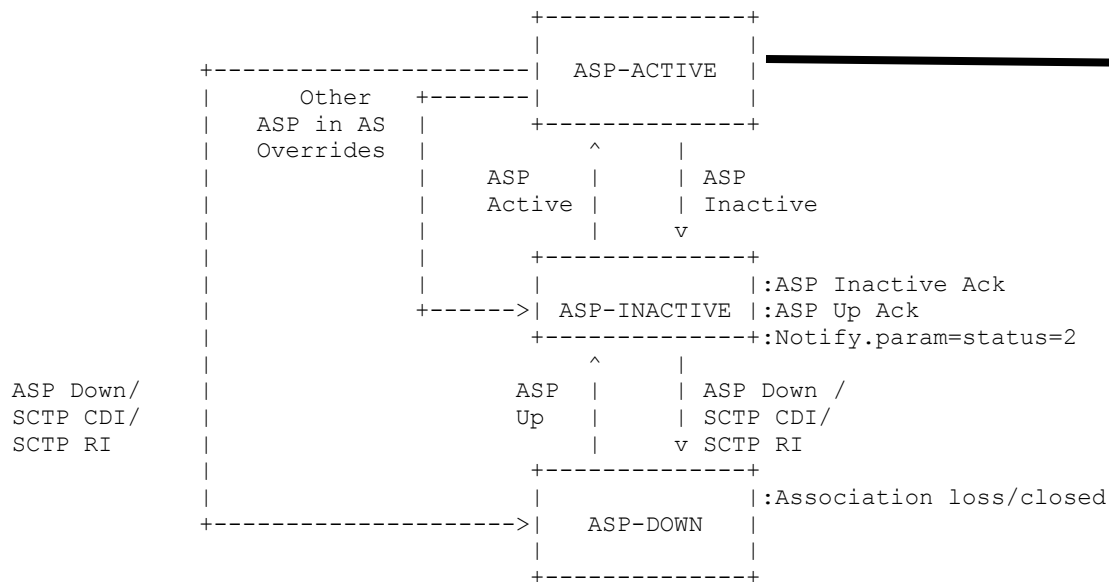 ASP-ACTIVE
Other
ASP in AS
Overrides
ASP ASP
Active Inactive
:ASP Inactive Ack
ASP-INACTIVE :ASP Up Ack
:Notify.param=status=2
ASP Down/ ASP ASP Down /
SCTP CDI/ Up SCTP CDI/
SCTP RI SCTP RI
:Association loss/closed
ASP-DOWN